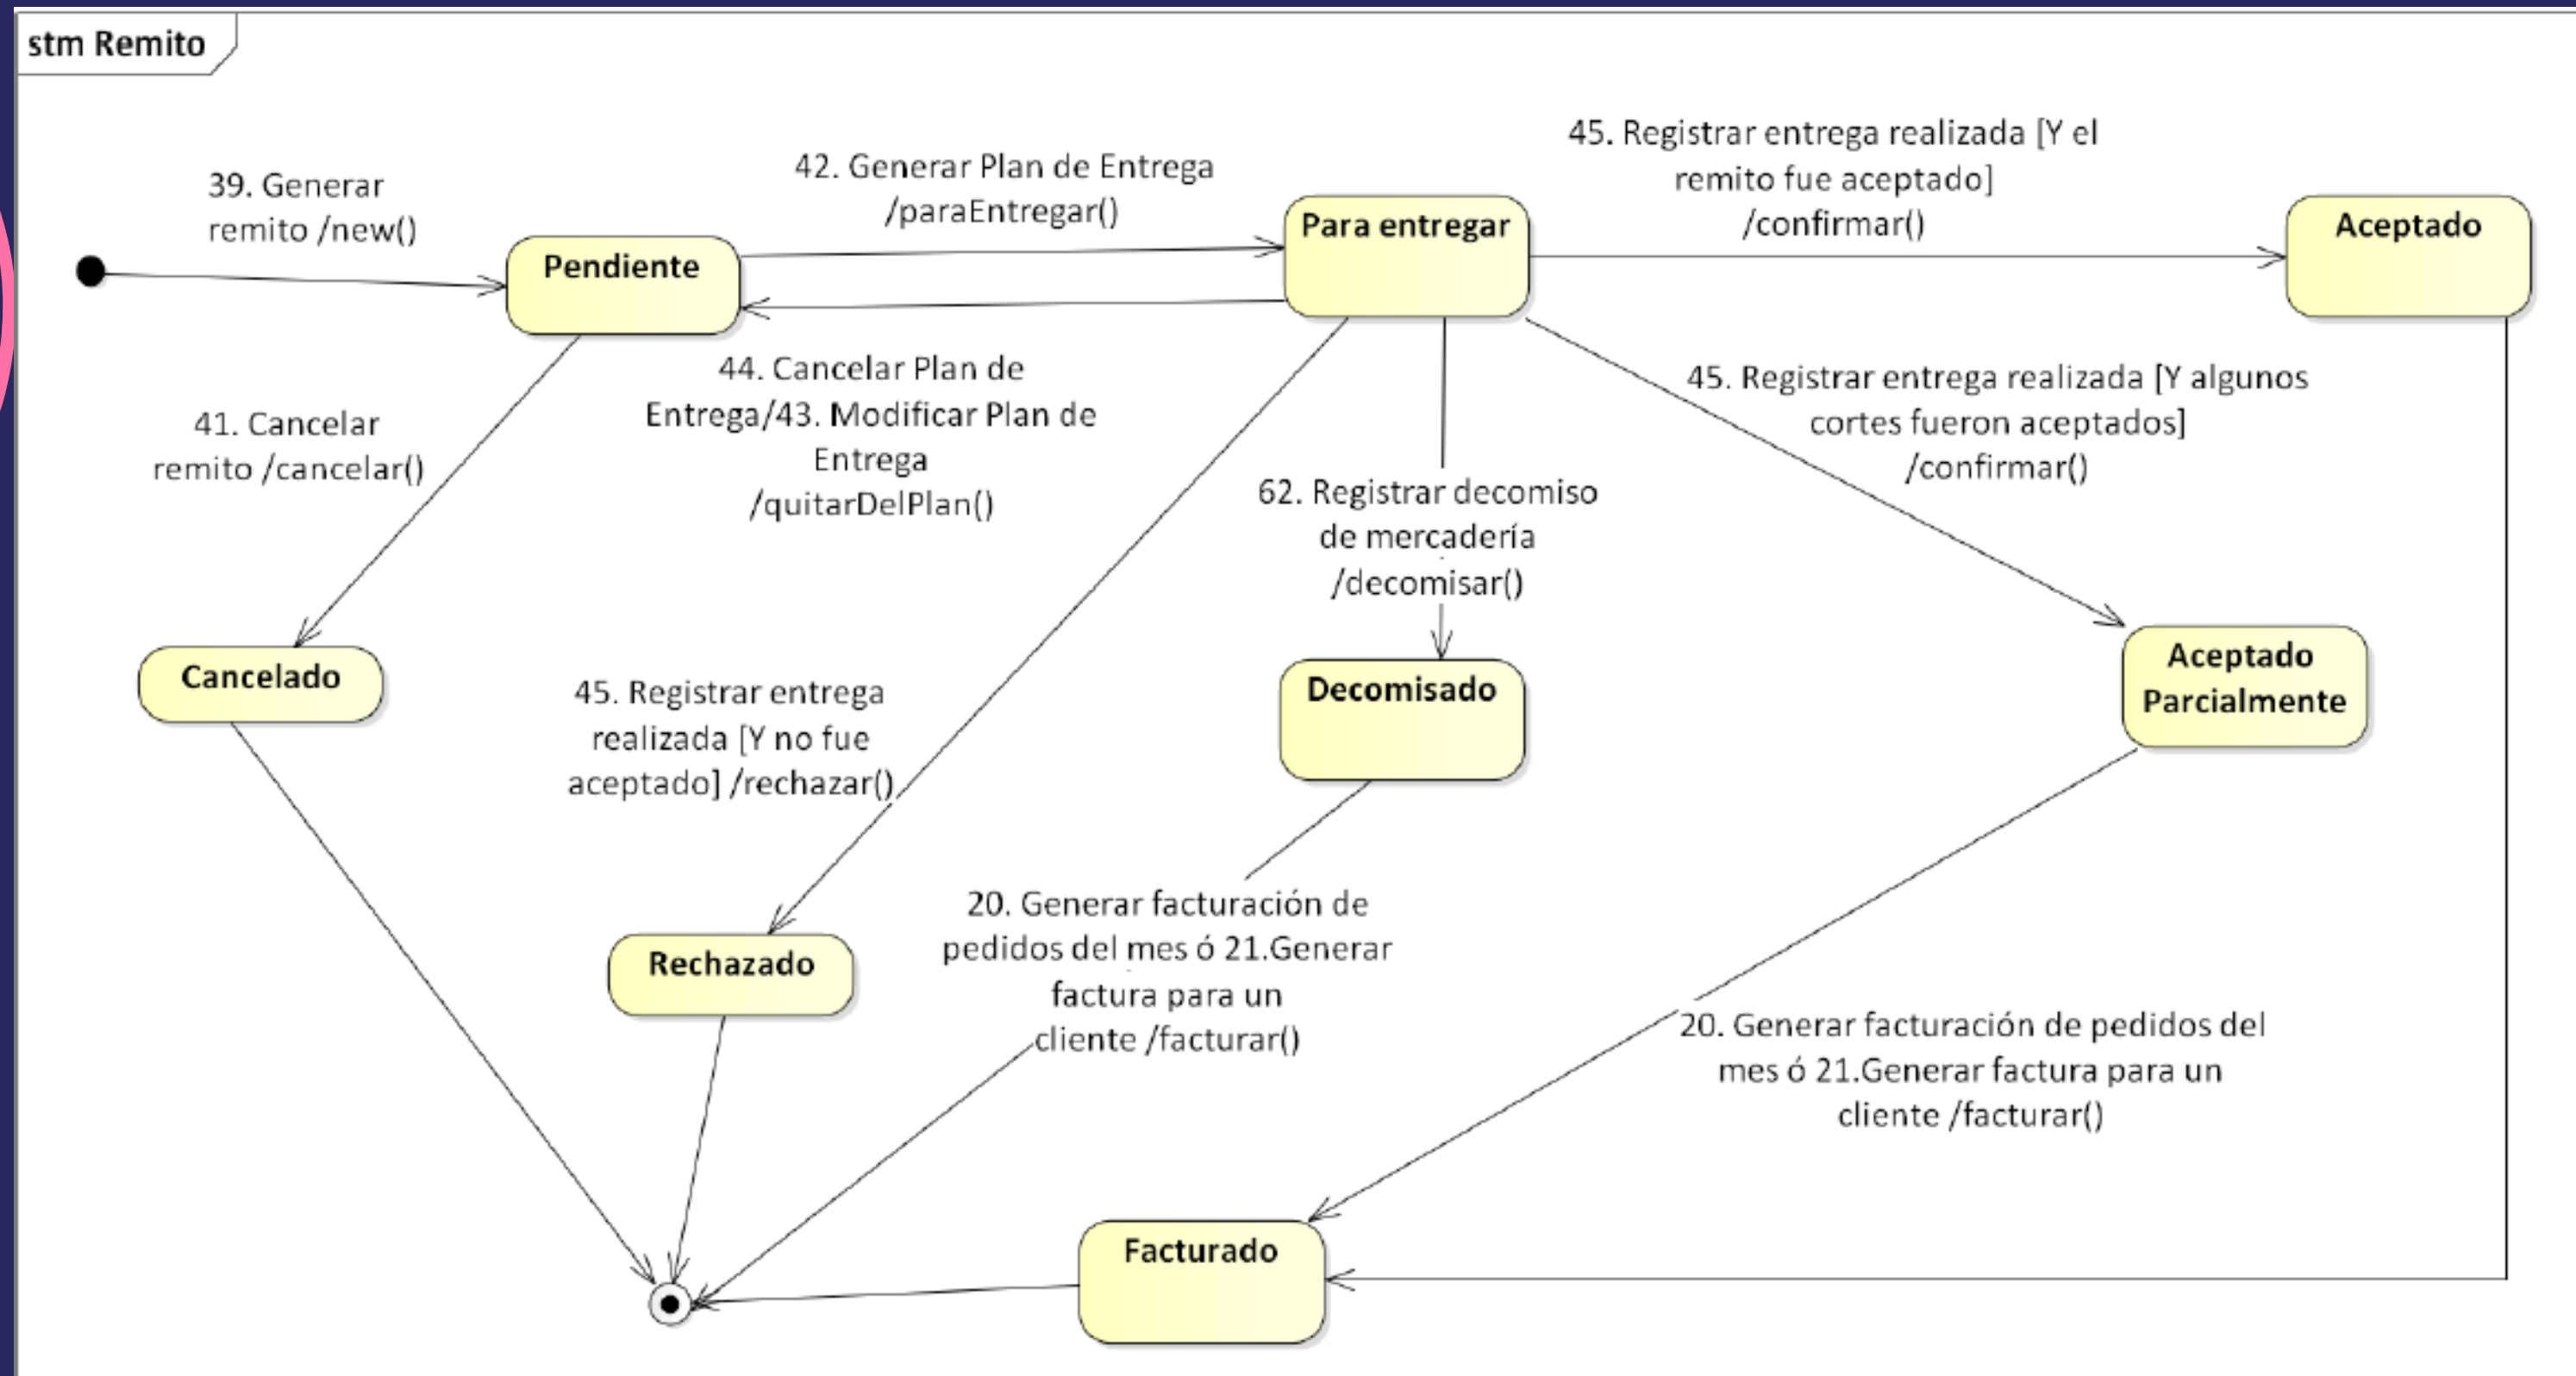 stm Remito
39. Generar
remito /new()
42. Generar Plan de Entrega
/paraEntregar()
45. Registrar entrega realizada [Y el
remito fue aceptado]
/confirmar()
Pendiente
Para entregar
Aceptado
41. Cancelar
remito /cancelar()
44. Cancelar Plan de
Entrega/43. Modificar Plan de
Entrega
/quitarDelPlan()
62. Registrar decomiso
de mercadería
/decomisar()
45. Registrar entrega realizada [Y algunos
cortes fueron aceptados]
/confirmar()
Cancelado
45. Registrar entrega
realizada [Y no fue
aceptado] /rechazar()
Decomisado
Aceptado
Parcialmente
Rechazado
20. Generar facturación de
pedidos del mes ó 21.Generar
factura para un
cliente /facturar()
20. Generar facturación de pedidos del
mes ó 21.Generar factura para un
cliente /facturar()
Facturado